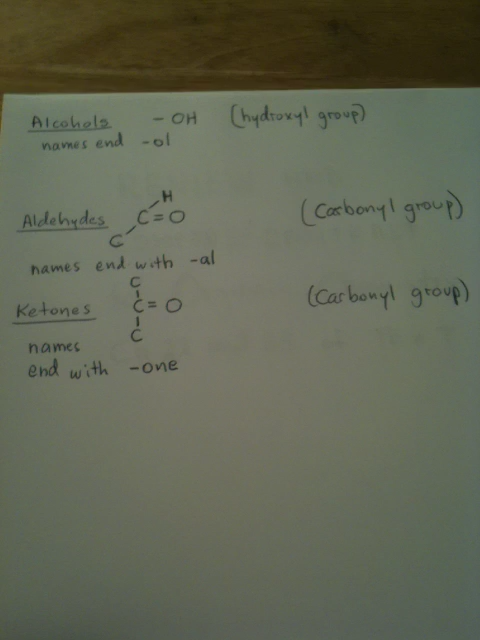 Alcohols - OH (hydroxyl group)
names end -ol
H
Aldehydes C=O (Carbonyl group)
C
names end with -al
C
Ketones C=O (Carbonyl group)
C
names
end with -one